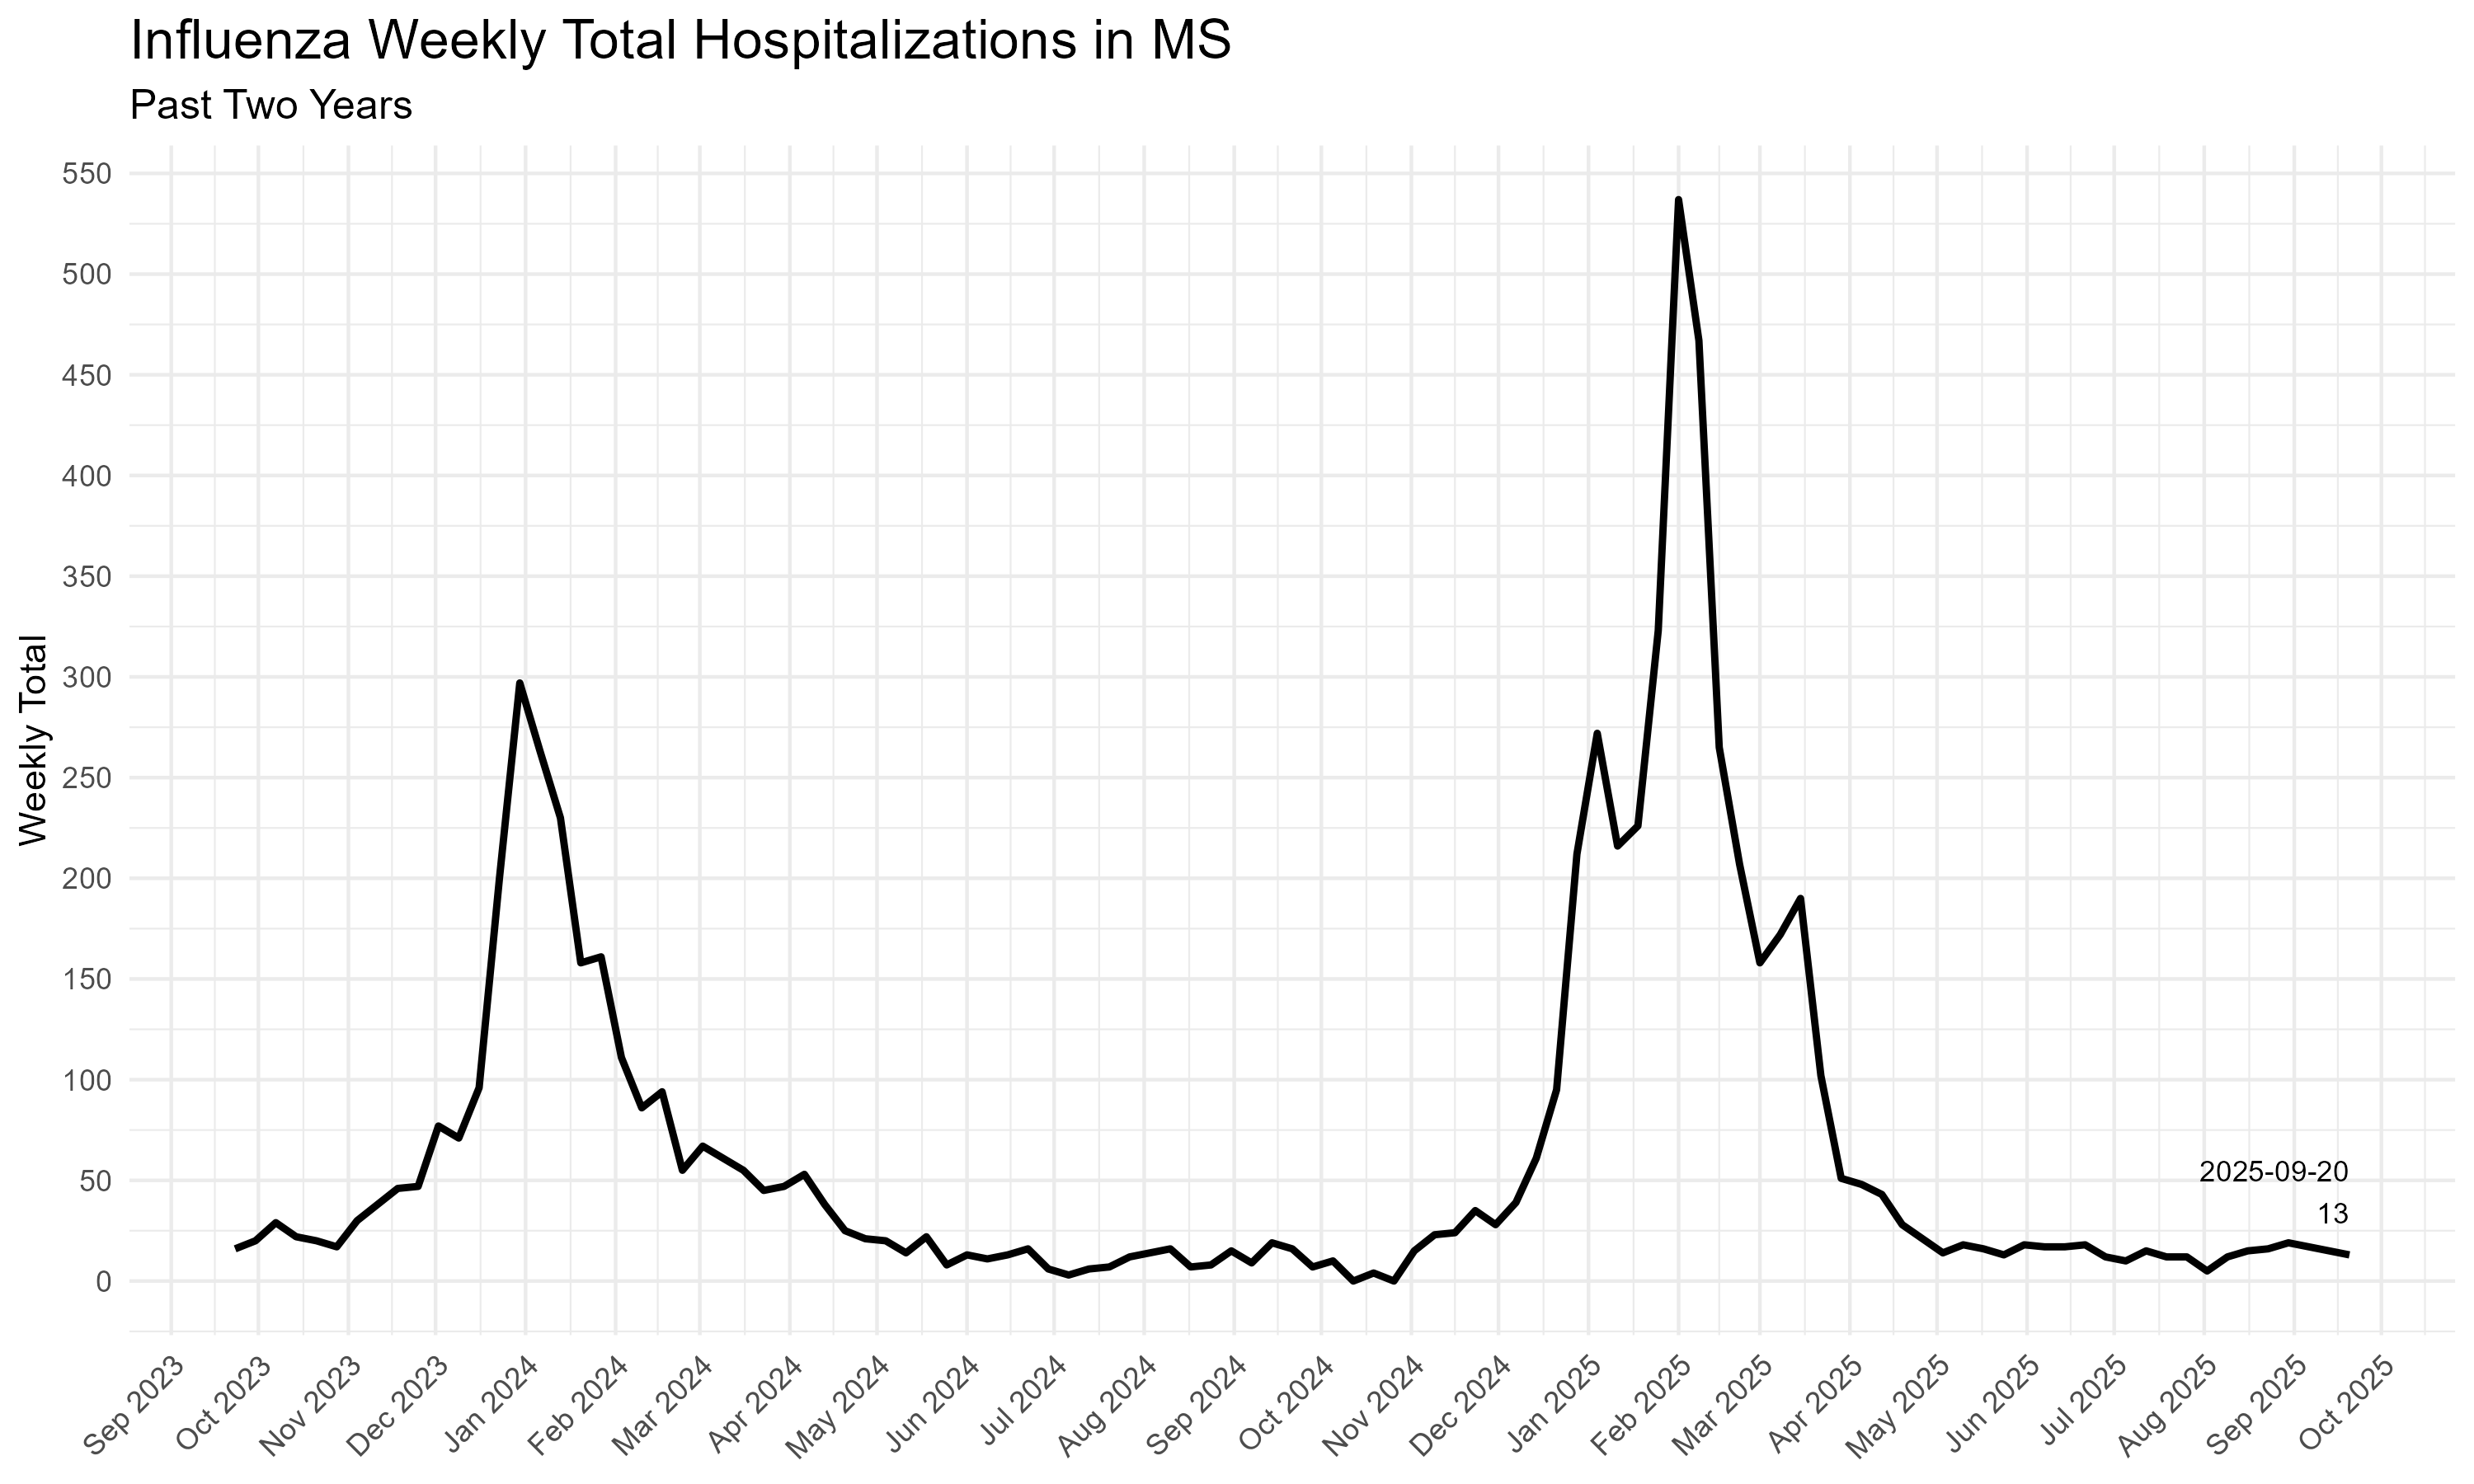 Influenza Weekly Total Hospitalizations in MS
Past Two Years
Weekly Total
550
500
450
400
350
300
250
200
150
100
50
0
2025-09-20
13
Sep 2023
Oct 2023
Nov 2023
Dec 2023
Jan 2024
Feb 2024
Mar 2024
Apr 2024
May 2024
Jun 2024
Jul 2024
Aug 2024
Sep 2024
Oct 2024
Nov 2024
Dec 2024
Jan 2025
Feb 2025
Mar 2025
Apr 2025
May 2025
Jun 2025
Jul 2025
Aug 2025
Sep 2025
Oct 2025